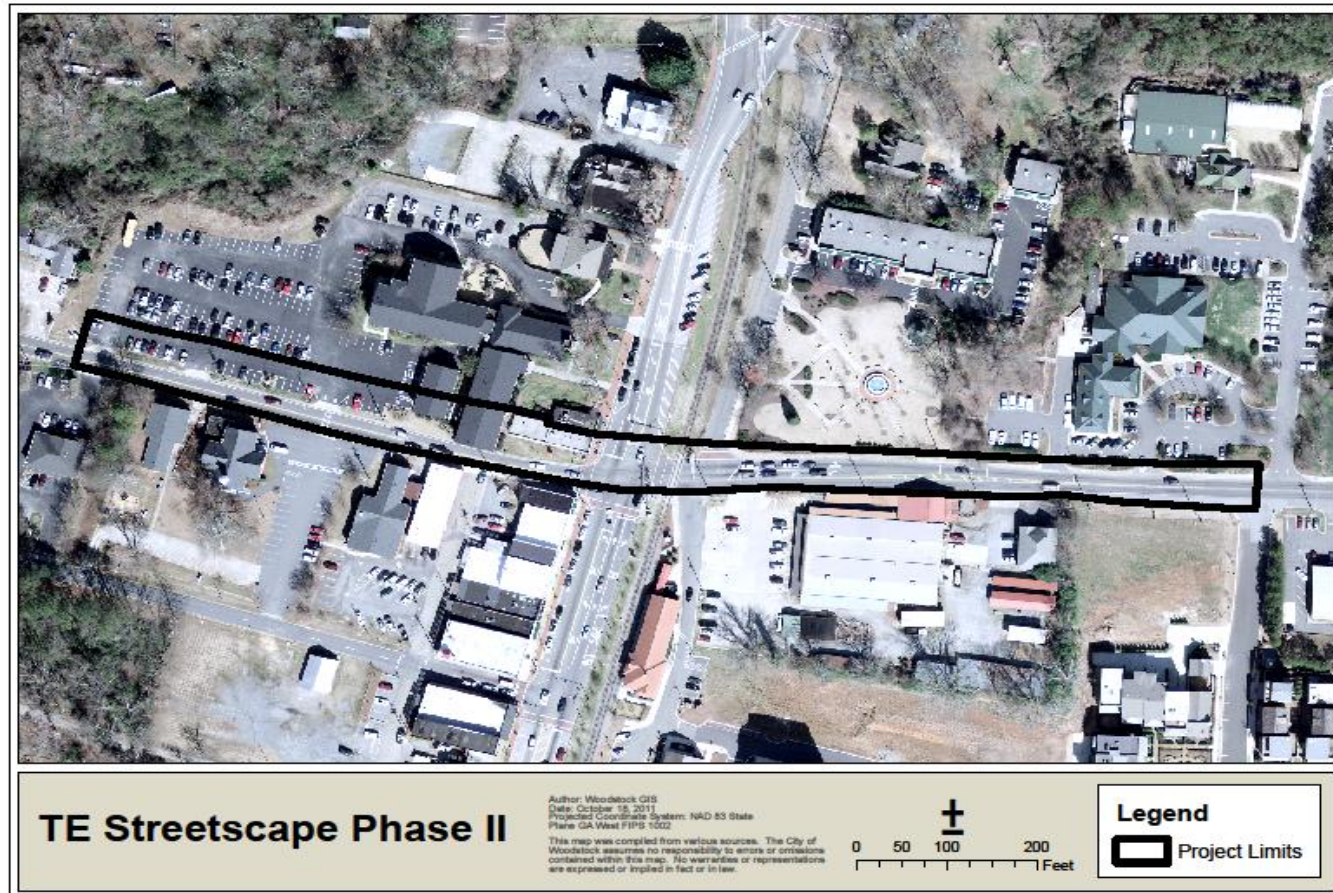 TE Streetscape Phase II
Author: Woodstock GIS
Date: October 18, 2011
Projected Coordinate System: NAD 83 State
Plane GA West FIPS 1002
This map was compiled from various sources. The City of
Woodstock assumes no responsibility to errors or omissions
contained within this map. No warranties or representations
are expressed or implied in fact or in law.
0 50 100 200
Feet
Legend
Project Limits